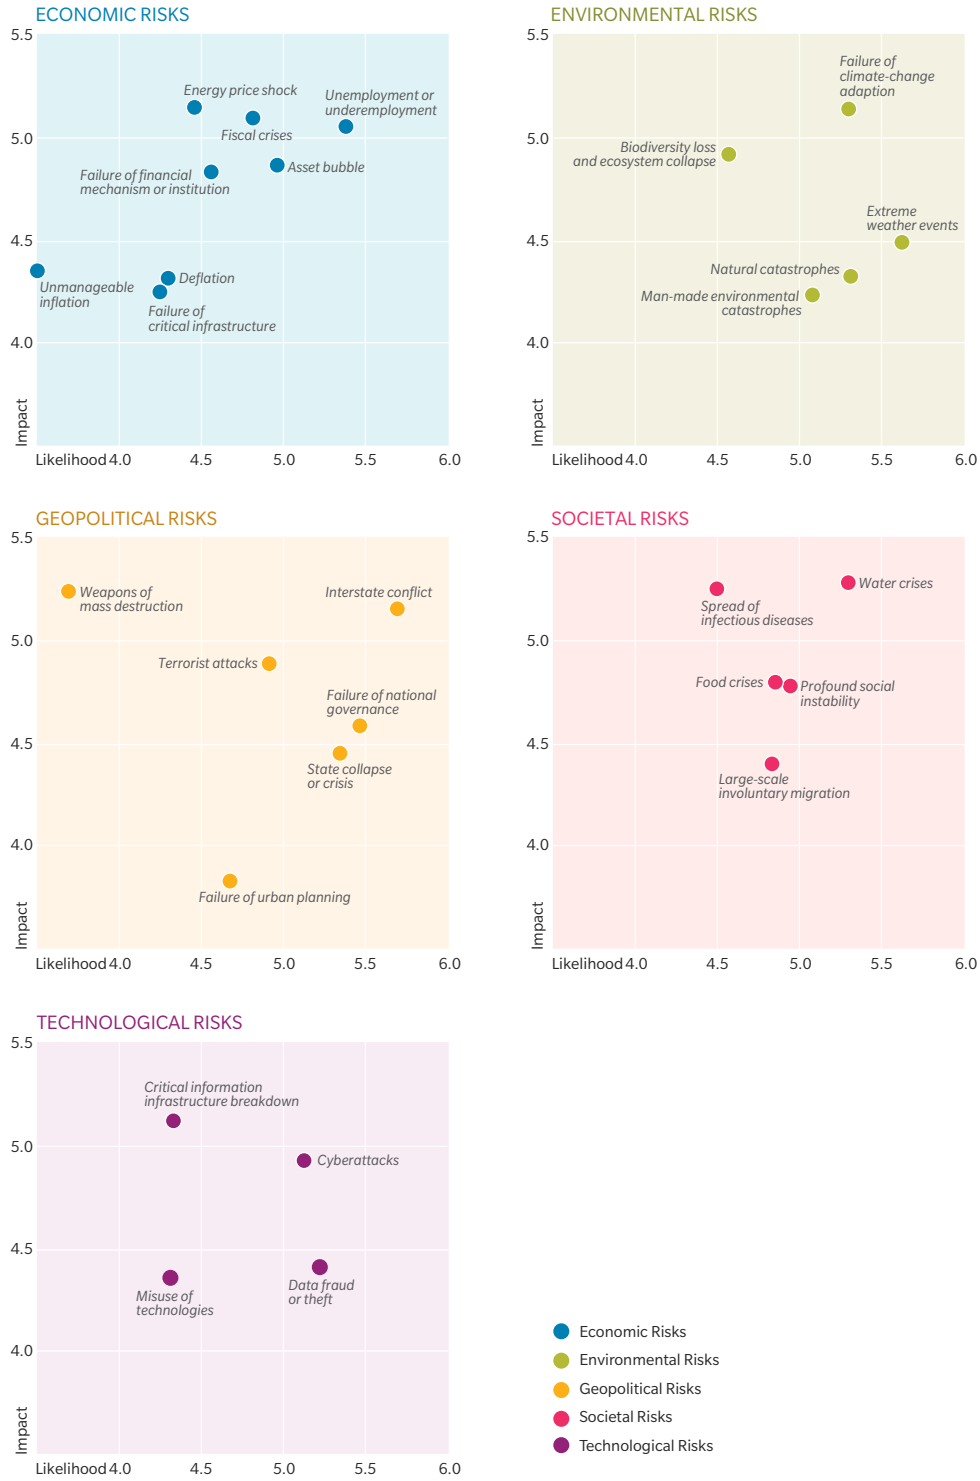 ECONOMIC RISKS
5.5
Energy price shock
Unemployment or
underemployment
Fiscal crises
5.0
Asset bubble
Failure of financial
mechanism or institution
4.5
Unmanageable
inflation
Deflation
Failure of
critical infrastructure
4.0
Impact
Likelihood 4.0
4.5
5.0
5.5
6.0
ENVIRONMENTAL RISKS
5.5
Failure of
climate-change
adaption
5.0
Biodiversity loss
and ecosystem collapse
Extreme
weather events
4.5
Natural catastrophes
Man-made environmental
catastrophes
4.0
Impact
Likelihood 4.0
4.5
5.0
5.5
6.0
GEOPOLITICAL RISKS
5.5
Weapons of
mass destruction
Interstate conflict
5.0
Terrorist attacks
Failure of national
governance
4.5
State collapse
or crisis
4.0
Failure of urban planning
Impact
Likelihood 4.0
4.5
5.0
5.5
6.0
SOCIETAL RISKS
5.5
Water crises
Spread of
infectious diseases
5.0
Food crises
Profound social
instability
4.5
Large-scale
involuntary migration
4.0
Impact
Likelihood 4.0
4.5
5.0
5.5
6.0
TECHNOLOGICAL RISKS
5.5
Critical information
infrastructure breakdown
5.0
Cyberattacks
4.5
Misuse of
technologies
Data fraud
or theft
4.0
Impact
Likelihood 4.0
4.5
5.0
5.5
6.0
Economic Risks
Environmental Risks
Geopolitical Risks
Societal Risks
Technological Risks